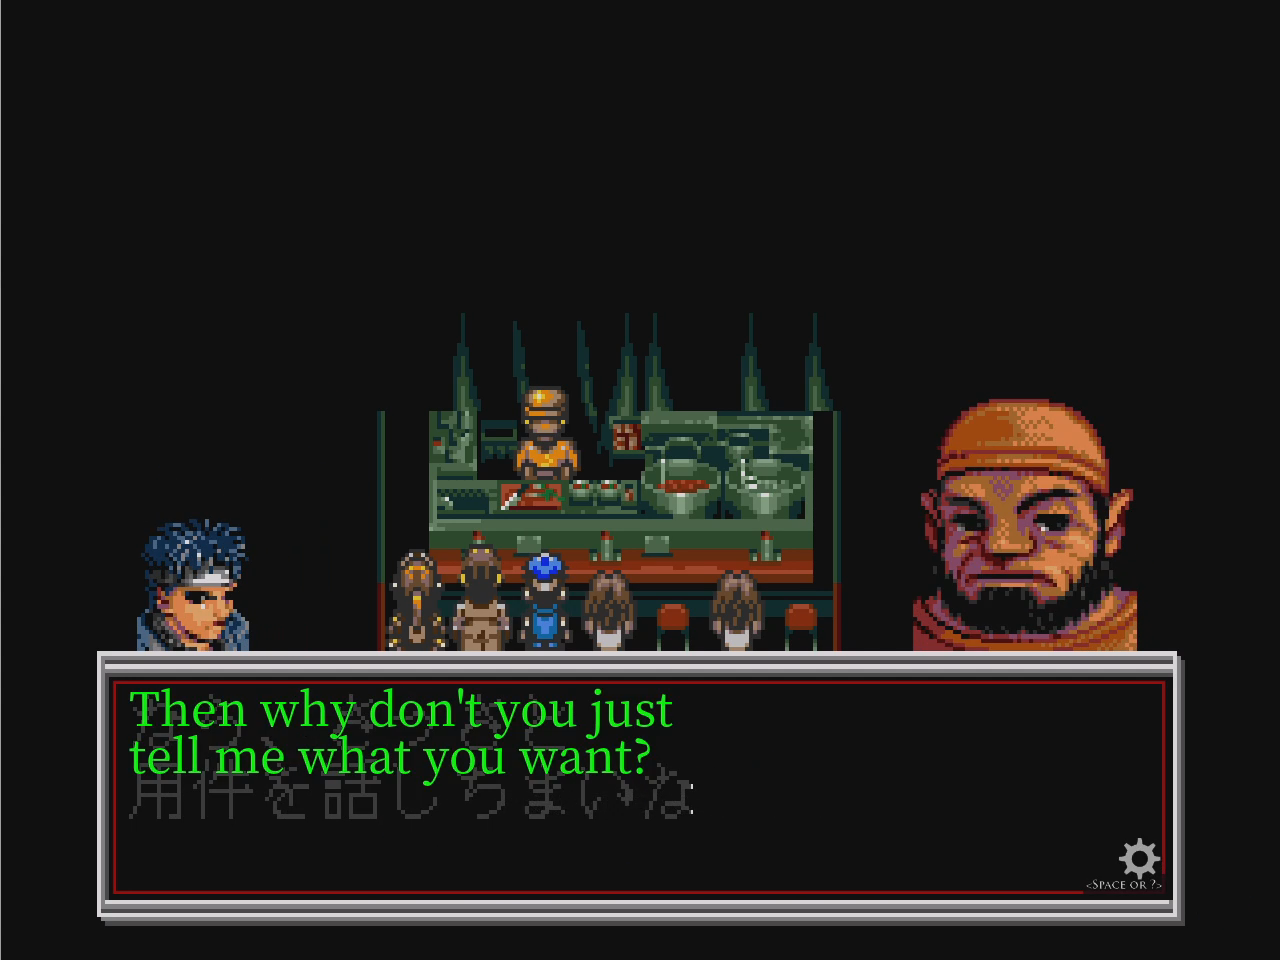 Then why don't you just
tell me what you want?
用件を話しちまいな
<SPACE OR ?>